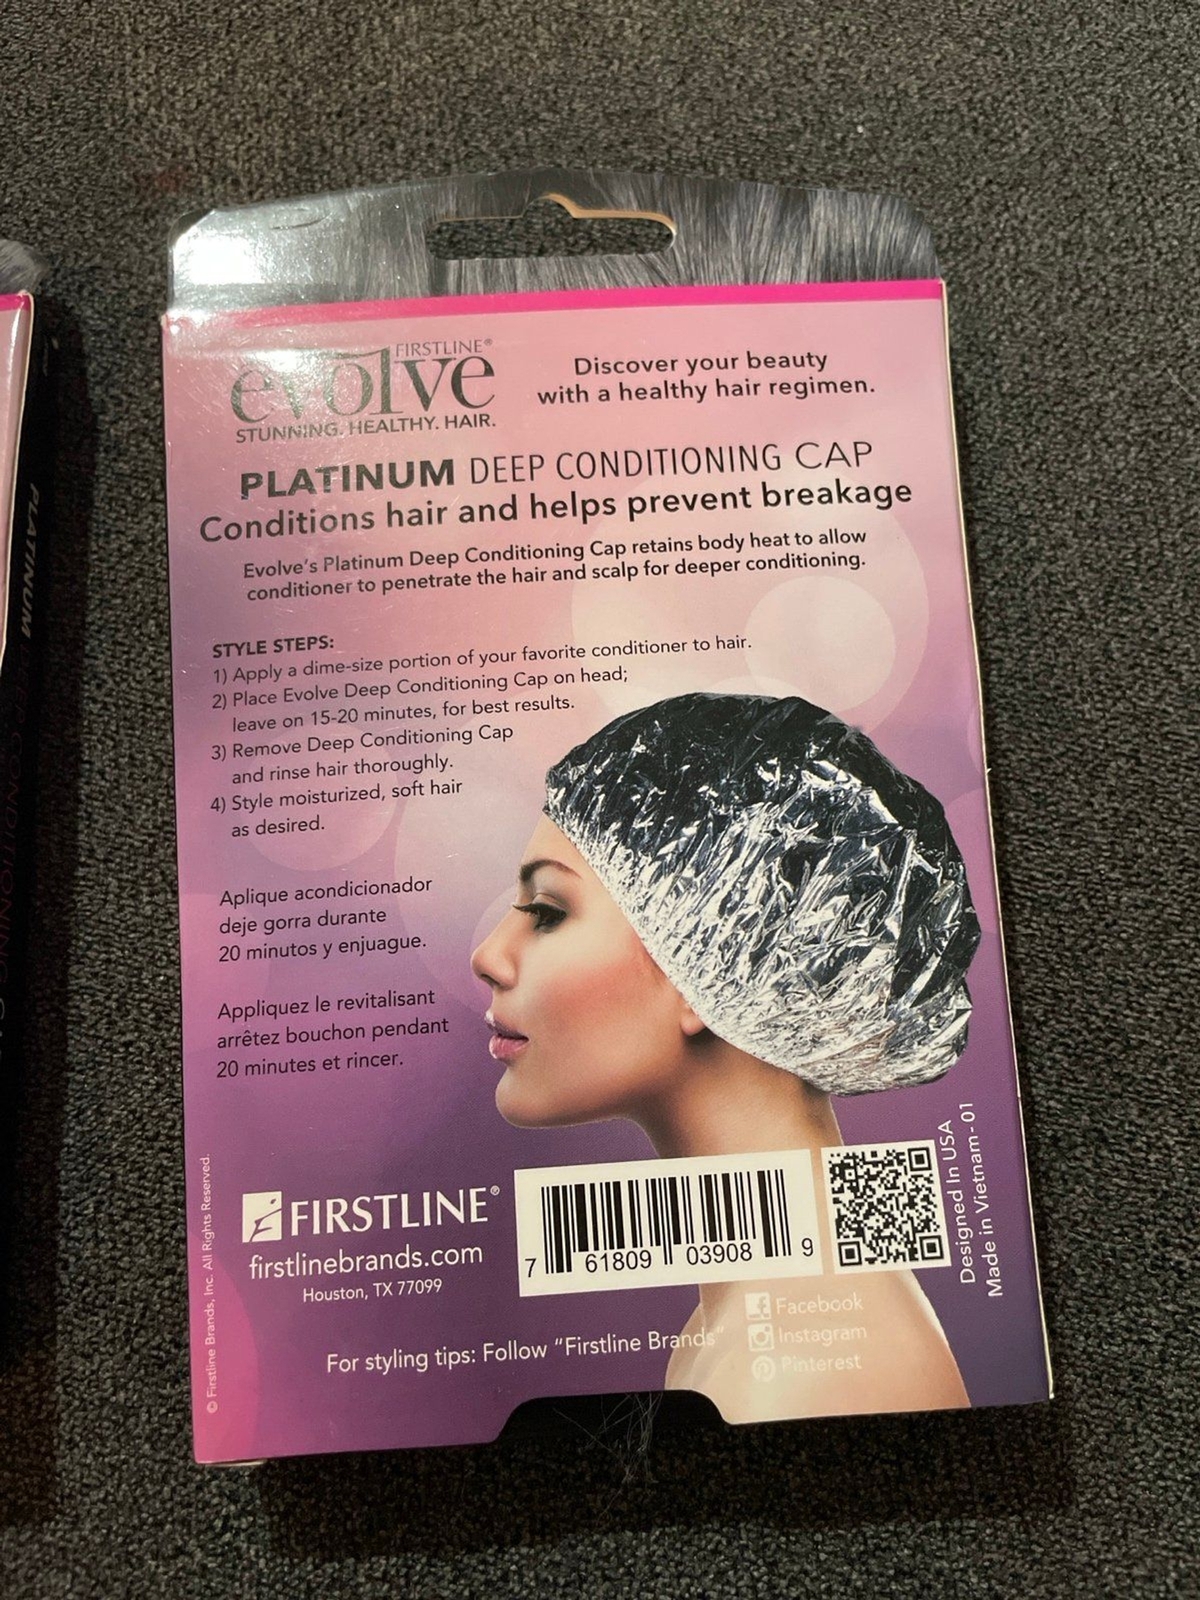 FIRSTLINE®
evolve
STUNNING. HEALTHY. HAIR.
Discover your beauty
with a healthy hair regimen.
PLATINUM DEEP CONDITIONING CAP
Conditions hair and helps prevent breakage
Evolve's Platinum Deep Conditioning Cap retains body heat to allow
conditioner to penetrate the hair and scalp for deeper conditioning.
STYLE STEPS:
1) Apply a dime-size portion of your favorite conditioner to hair.
2) Place Evolve Deep Conditioning Cap on head;
leave on 15-20 minutes, for best results.
3) Remove Deep Conditioning Cap
and rinse hair thoroughly.
4) Style moisturized, soft hair
as desired.
Aplique acondicionador
deje gorra durante
20 minutos y enjuague.
Appliquez le revitalisant
arrêtez bouchon pendant
20 minutes et rincer.
© Firstline Brands, Inc. All Rights Reserved.
FIRSTLINE®
firstlinebrands.com
Houston, TX 77099
7 61809 03908 9
Designed In USA
Made in Vietnam-01
For styling tips: Follow "Firstline Brands"
Facebook
Instagram
Pinterest
PLATINUM DEEP CONDITIONING